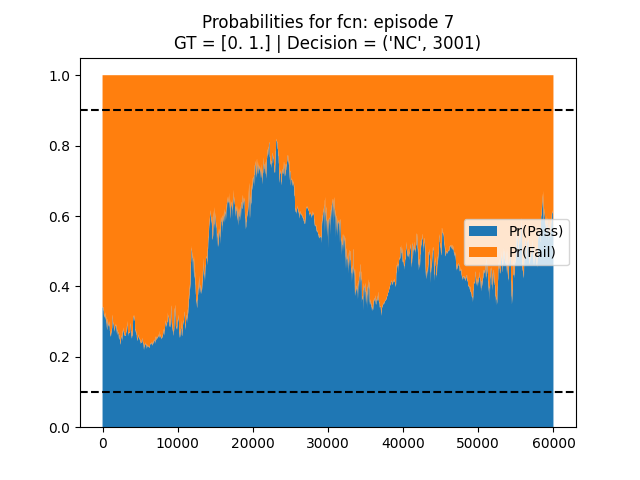 Probabilities for fcn: episode 7
GT = [0. 1.] | Decision = ('NC', 3001)
1.0
0.8
0.6
0.4
0.2
0.0
Pr(Pass)
Pr(Fail)
0 10000 20000 30000 40000 50000 60000